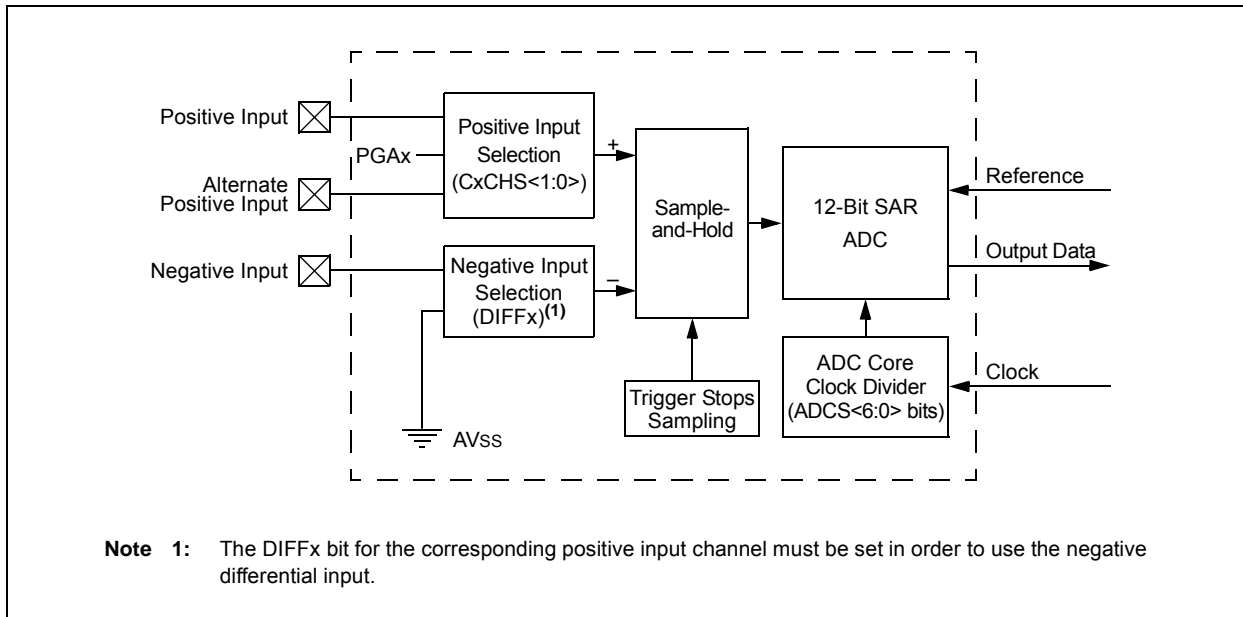 Positive Input
PGAx
Alternate
Positive Input
Negative Input
Positive Input
Selection
(CxCHS<1:0>)
+
Negative Input
Selection
(DIFFx)(1)
–
AVSS
Sample-
and-Hold
Trigger Stops
Sampling
12-Bit SAR
ADC
ADC Core
Clock Divider
(ADCS<6:0> bits)
Reference
Output Data
Clock
Note 1: The DIFFx bit for the corresponding positive input channel must be set in order to use the negative
differential input.